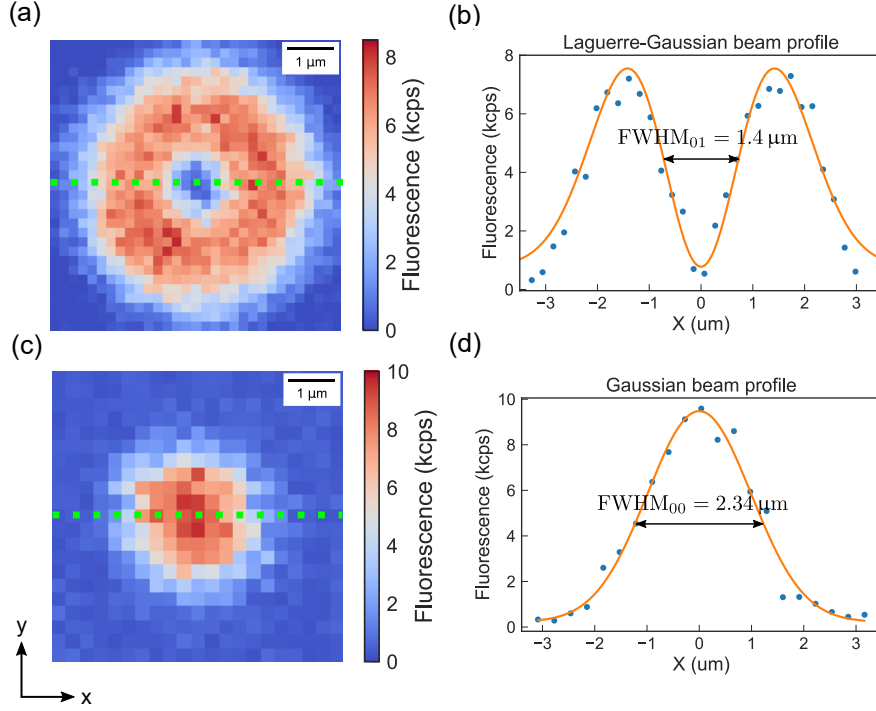 (a)
1 µm
8
6
4
2
0
Fluorescence (kcps)
(b)
Laguerre-Gaussian beam profile
8
6
4
2
0
Fluorescence (kcps)
FWHM₀₁ = 1.4 µm
−3 −2 −1 0 1 2 3
X (um)
(c)
1 µm
10
8
6
4
2
0
Fluorescence (kcps)
y
x
(d)
Gaussian beam profile
10
8
6
4
2
0
Fluorescence (kcps)
FWHM₀₀ = 2.34 µm
−3 −2 −1 0 1 2 3
X (um)